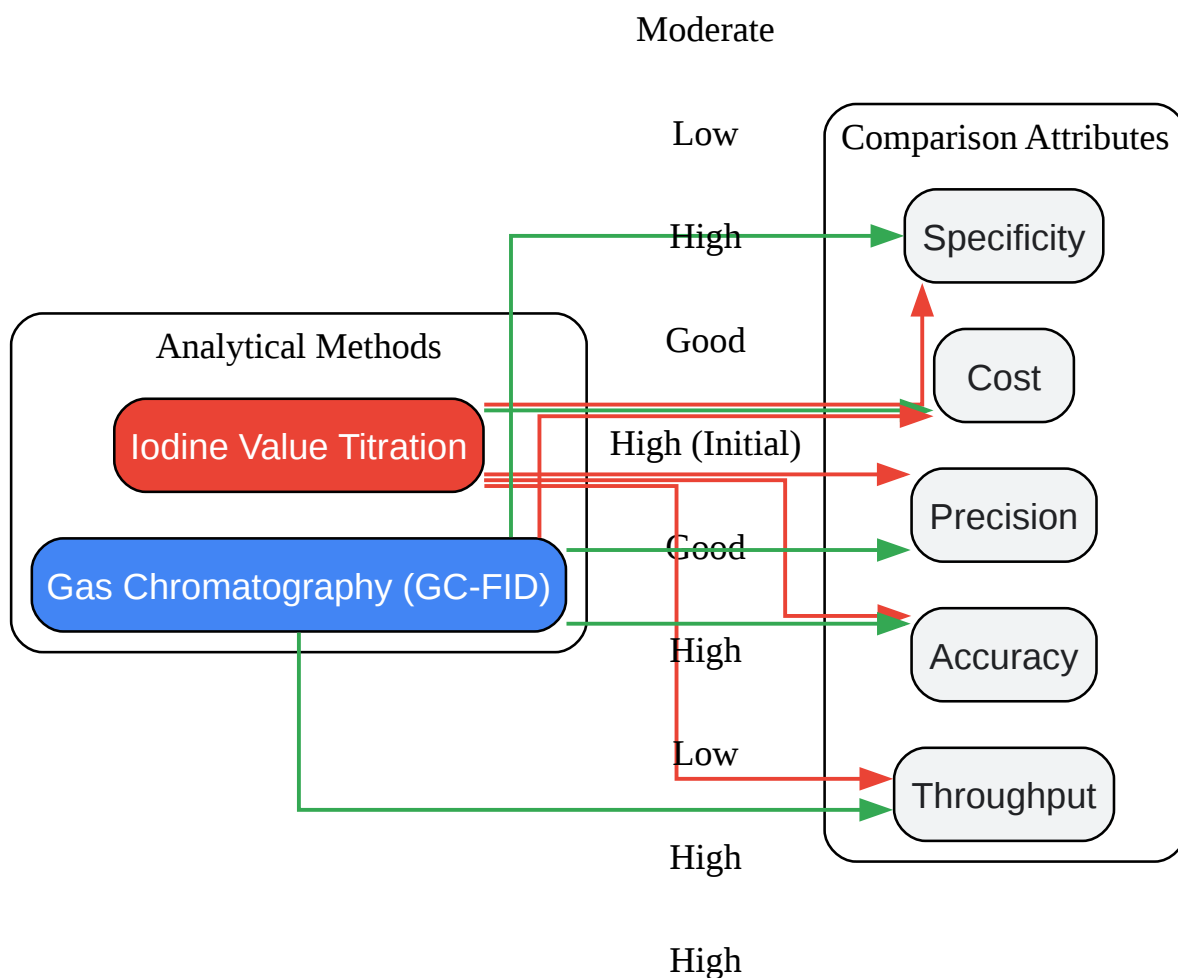 Moderate
Low
Comparison Attributes
High
Specificity
Good
Analytical Methods
Cost
Iodine Value Titration
High (Initial)
Precision
Good
Gas Chromatography (GC-FID)
High
Accuracy
Low
Throughput
High
High